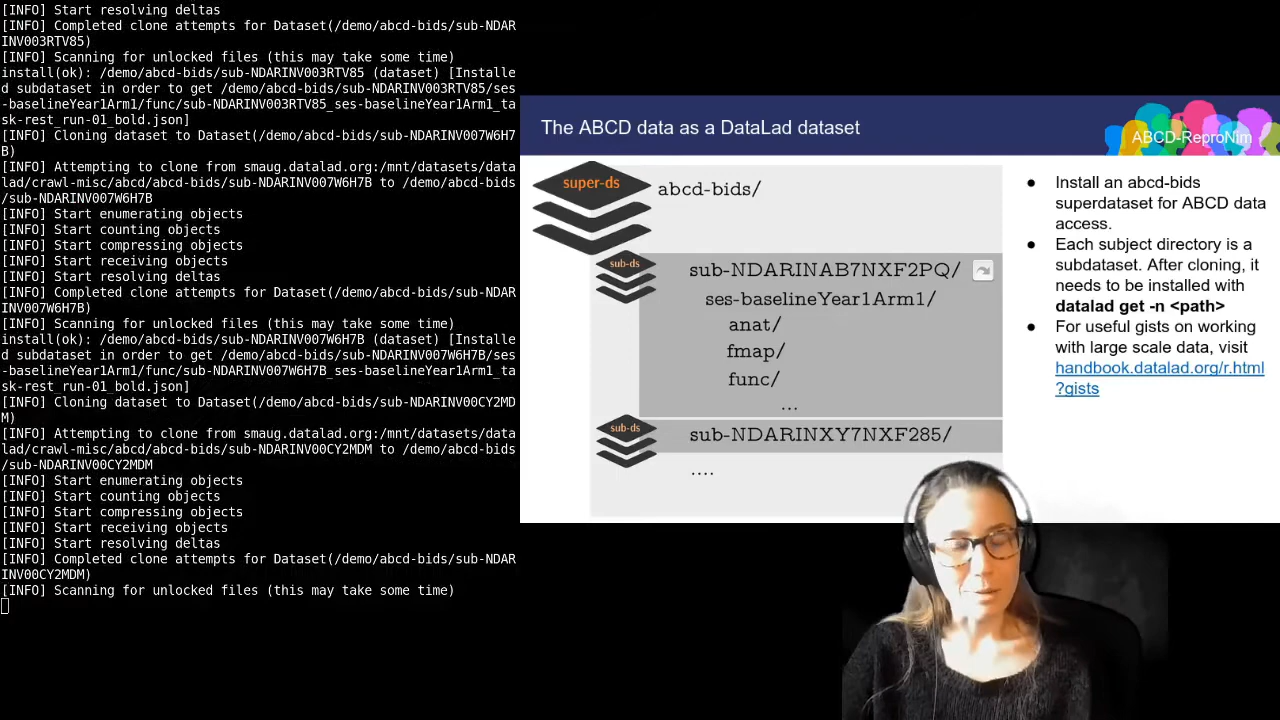 [INFO] Start resolving deltas
[INFO] Completed clone attempts for Dataset(/demo/abcd-bids/sub-NDAR
INV003RTV85)
[INFO] Scanning for unlocked files (this may take some time)
install(ok): /demo/abcd-bids/sub-NDARINV003RTV85 (dataset) [Installe
d subdataset in order to get /demo/abcd-bids/sub-NDARINV003RTV85/ses
-baselineYear1Arm1/func/sub-NDARINV003RTV85_ses-baselineYear1Arm1_ta
sk-rest_run-01_bold.json]
[INFO] Cloning dataset to Dataset(/demo/abcd-bids/sub-NDARINV007W6H7
B)
[INFO] Attempting to clone from smaug.datalad.org:/mnt/datasets/data
lad/crawl-misc/abcd/abcd-bids/sub-NDARINV007W6H7B to /demo/abcd-bids
/sub-NDARINV007W6H7B
[INFO] Start enumerating objects
[INFO] Start counting objects
[INFO] Start compressing objects
[INFO] Start receiving objects
[INFO] Start resolving deltas
[INFO] Completed clone attempts for Dataset(/demo/abcd-bids/sub-NDAR
INV007W6H7B)
[INFO] Scanning for unlocked files (this may take some time)
install(ok): /demo/abcd-bids/sub-NDARINV007W6H7B (dataset) [Installe
d subdataset in order to get /demo/abcd-bids/sub-NDARINV007W6H7B/ses
-baselineYear1Arm1/func/sub-NDARINV007W6H7B_ses-baselineYear1Arm1_ta
sk-rest_run-01_bold.json]
[INFO] Cloning dataset to Dataset(/demo/abcd-bids/sub-NDARINV00CY2MD
M)
[INFO] Attempting to clone from smaug.datalad.org:/mnt/datasets/data
lad/crawl-misc/abcd/abcd-bids/sub-NDARINV00CY2MDM to /demo/abcd-bids
/sub-NDARINV00CY2MDM
[INFO] Start enumerating objects
[INFO] Start counting objects
[INFO] Start compressing objects
[INFO] Start receiving objects
[INFO] Start resolving deltas
[INFO] Completed clone attempts for Dataset(/demo/abcd-bids/sub-NDAR
INV00CY2MDM)
[INFO] Scanning for unlocked files (this may take some time)
The ABCD data as a DataLad dataset
ABCD-ReproNim
super-ds
abcd-bids/
sub-ds
sub-NDARINAB7NXF2PQ/
ses-baselineYear1Arm1/
anat/
fmap/
func/
...
sub-ds
sub-NDARINXY7NXF285/
....
● Install an abcd-bids
superdataset for ABCD data
access.
● Each subject directory is a
subdataset. After cloning, it
needs to be installed with
datalad get -n <path>
● For useful gists on working
with large scale data, visit
handbook.datalad.org/r.html
?gists